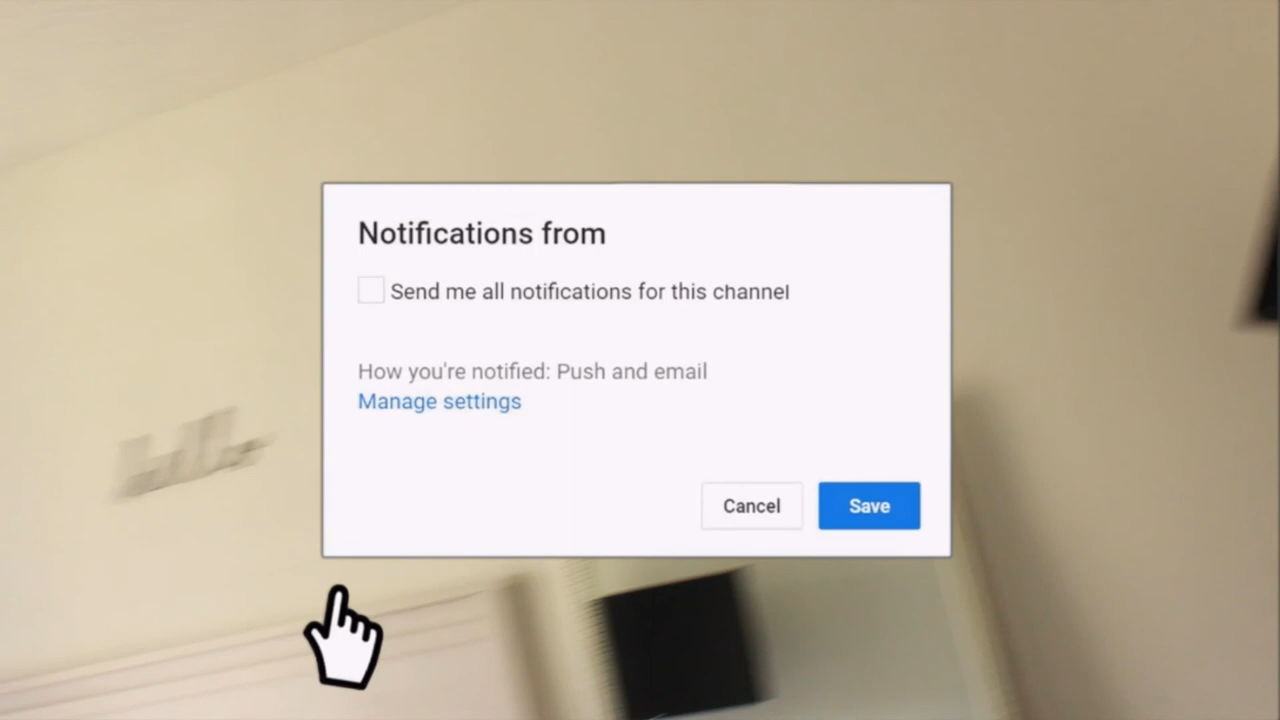 Notifications from
Send me all notifications for this channel
How you're notified: Push and email
Manage settings
Cancel
Save